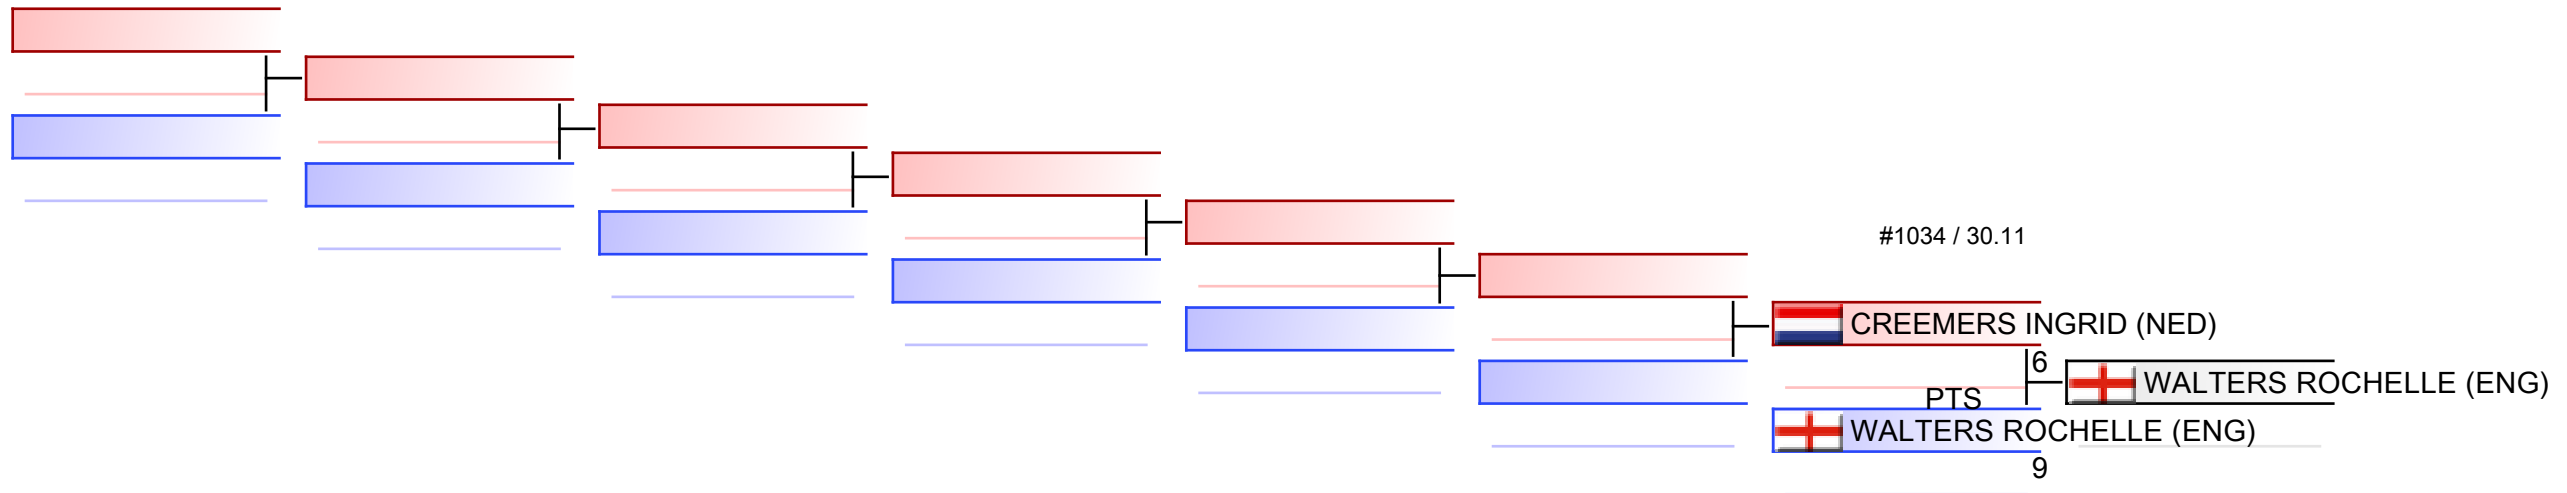 #1034 / 30.11
CREEMERS INGRID (NED)
6
WALTERS ROCHELLE (ENG)
PTS
WALTERS ROCHELLE (ENG)
9